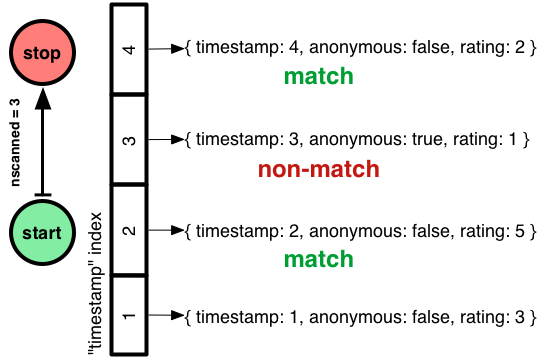 stop
nscanned = 3
start
"timestamp" index
4
{ timestamp: 4, anonymous: false, rating: 2 }
match
3
{ timestamp: 3, anonymous: true, rating: 1 }
non-match
2
{ timestamp: 2, anonymous: false, rating: 5 }
match
1
{ timestamp: 1, anonymous: false, rating: 3 }